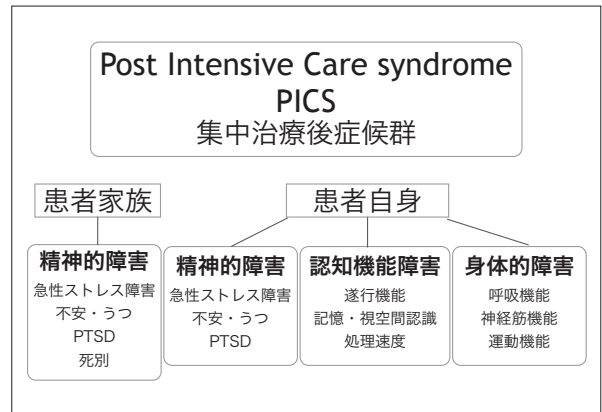 Post Intensive Care syndrome
PICS
集中治療後症候群
患者家族
患者自身
精神的障害
急性ストレス障害
不安・うつ
PTSD
死別
精神的障害
急性ストレス障害
不安・うつ
PTSD
認知機能障害
遂行機能
記憶・視空間認識
処理速度
身体的障害
呼吸機能
神経筋機能
運動機能